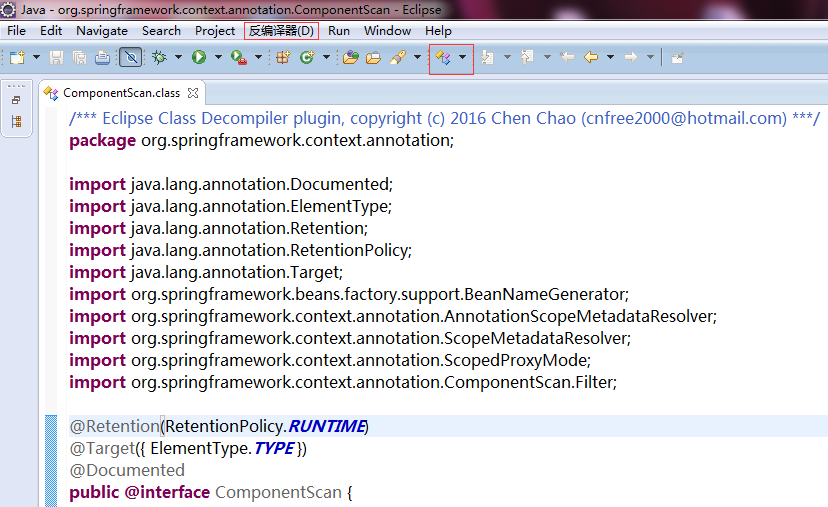 Java - org.springframework.context.annotation.ComponentScan - Eclipse
File Edit Navigate Search Project 反编译器(D) Run Window Help
ComponentScan.class
/*** Eclipse Class Decompiler plugin, copyright (c) 2016 Chen Chao (cnfree2000@hotmail.com) ***/
package org.springframework.context.annotation;
import java.lang.annotation.Documented;
import java.lang.annotation.ElementType;
import java.lang.annotation.Retention;
import java.lang.annotation.RetentionPolicy;
import java.lang.annotation.Target;
import org.springframework.beans.factory.support.BeanNameGenerator;
import org.springframework.context.annotation.AnnotationScopeMetadataResolver;
import org.springframework.context.annotation.ScopeMetadataResolver;
import org.springframework.context.annotation.ScopedProxyMode;
import org.springframework.context.annotation.ComponentScan.Filter;
@Retention(RetentionPolicy.RUNTIME)
@Target({ ElementType.TYPE })
@Documented
public @interface ComponentScan {